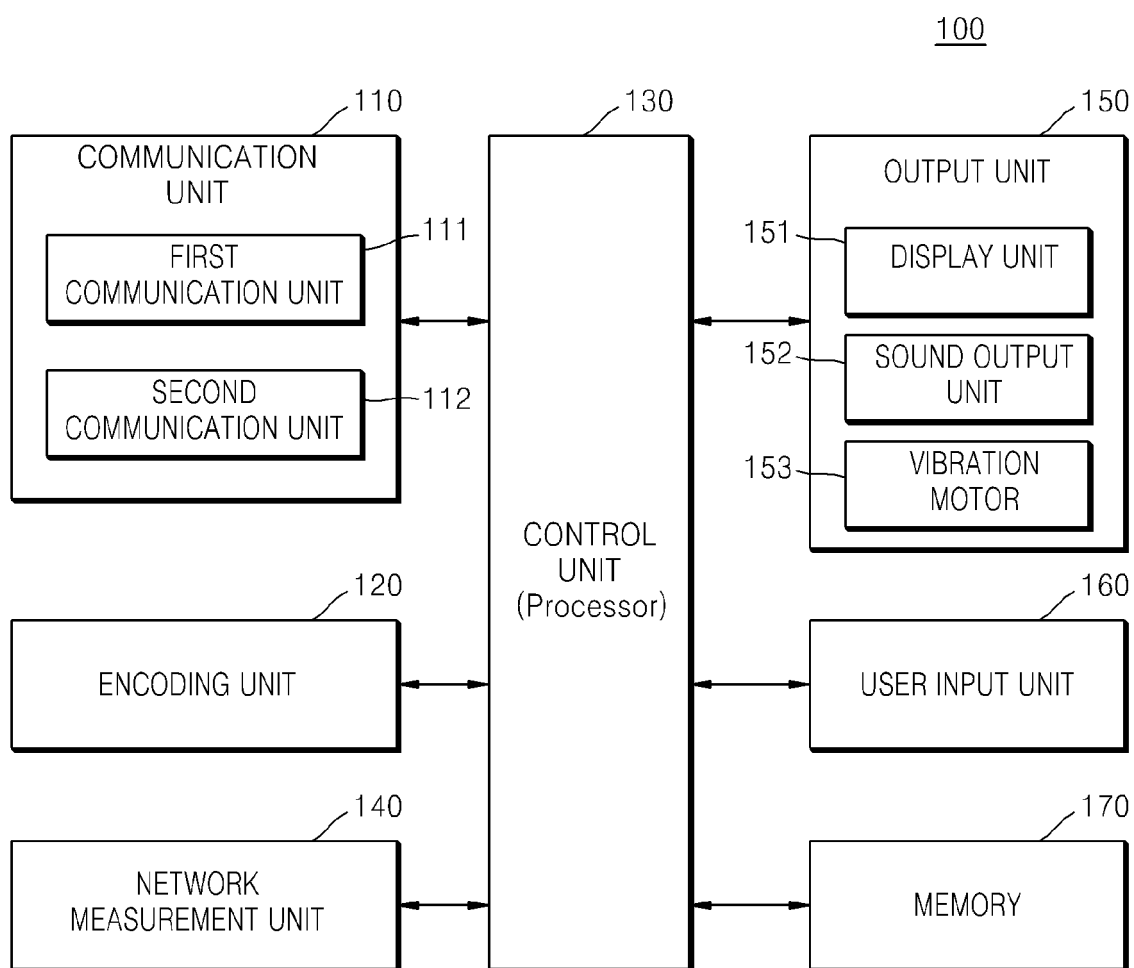 100
110
COMMUNICATION
UNIT
111
FIRST
COMMUNICATION UNIT
112
SECOND
COMMUNICATION UNIT
120
ENCODING UNIT
140
NETWORK
MEASUREMENT UNIT
130
CONTROL
UNIT
(Processor)
150
OUTPUT UNIT
151
DISPLAY UNIT
152
SOUND OUTPUT
UNIT
153
VIBRATION
MOTOR
160
USER INPUT UNIT
170
MEMORY